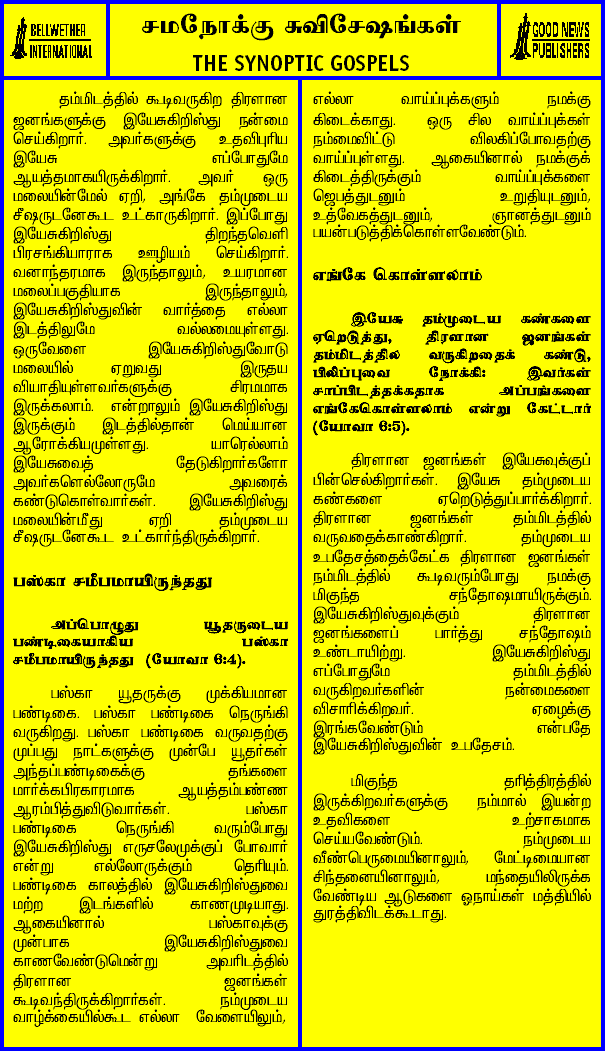 BELLWETHER
INTERNATIONAL
சமநோக்கு சுவிசேஷங்கள்
THE SYNOPTIC GOSPELS
GOOD NEWS
PUBLISHERS
தம்மிடத்தில் கூடிவருகிற திரளான
ஜனங்களுக்கு இயேசுகிறிஸ்து நன்மை
செய்கிறார். அவர்களுக்கு உதவிபுரிய
இயேசு எப்போதுமே
ஆயத்தமாகயிருக்கிறார். அவர் ஒரு
மலையின்மேல் ஏறி, அங்கே தம்முடைய
சீஷருடனேகூட உட்காருகிறார். இப்போது
இயேசுகிறிஸ்து திறந்தவெளி
பிரசங்கியாராக ஊழியம் செய்கிறார்.
வனாந்தரமாக இருந்தாலும், உயரமான
மலைப்பகுதியாக இருந்தாலும்,
இயேசுகிறிஸ்துவின் வார்த்தை எல்லா
இடத்திலுமே வல்லமையுள்ளது.
ஒருவேளை இயேசுகிறிஸ்துவோடு
மலையில் ஏறுவது இருதய
வியாதியுள்ளவர்களுக்கு சிரமமாக
இருக்கலாம். என்றாலும் இயேசுகிறிஸ்து
இருக்கும் இடத்தில்தான் மெய்யான
ஆரோக்கியமுள்ளது. யாரெல்லாம்
இயேசுவைத் தேடுகிறார்களோ
அவர்களெல்லோருமே அவரைக்
கண்டுகொள்வார்கள். இயேசுகிறிஸ்து
மலையின்மீது ஏறி தம்முடைய
சீஷருடனேகூட உட்கார்ந்திருக்கிறார்.
பஸ்கா சமீபமாயிருந்தது
அப்பொழுது யூதருடைய
பண்டிகையாகிய பஸ்கா
சமீபமாயிருந்தது (யோவா 6:4).
பஸ்கா யூதருக்கு முக்கியமான
பண்டிகை. பஸ்கா பண்டிகை நெருங்கி
வருகிறது. பஸ்கா பண்டிகை வருவதற்கு
முப்பது நாட்களுக்கு முன்பே யூதர்கள்
அந்தப்பண்டிகைக்கு தங்களை
மார்க்கபிரகாரமாக ஆயத்தம்பண்ண
ஆரம்பித்துவிடுவார்கள். பஸ்கா
பண்டிகை நெருங்கி வரும்போது
இயேசுகிறிஸ்து எருசலேமுக்குப் போவார்
என்று எல்லோருக்கும் தெரியும்.
பண்டிகை காலத்தில் இயேசுகிறிஸ்துவை
மற்ற இடங்களில் காணமுடியாது.
ஆகையினால் பஸ்காவுக்கு
முன்பாக இயேசுகிறிஸ்துவை
காணவேண்டுமென்று அவரிடத்தில்
திரளான ஜனங்கள்
கூடிவந்திருக்கிறார்கள். நம்முடைய
வாழ்க்கையில்கூட எல்லா வேளையிலும்,
எல்லா வாய்ப்புக்களும் நமக்கு
கிடைக்காது. ஒரு சில வாய்ப்புக்கள்
நம்மைவிட்டு விலகிப்போவதற்கு
வாய்ப்புள்ளது. ஆகையினால் நமக்குக்
கிடைத்திருக்கும் வாய்ப்புக்களை
ஜெபத்துடனும் உறுதியுடனும்,
உத்வேகத்துடனும், ஞானத்துடனும்
பயன்படுத்திக்கொள்ளவேண்டும்.
எங்கே கொள்ளலாம்
இயேசு தம்முடைய கண்களை
ஏறெடுத்து, திரளான ஜனங்கள்
தம்மிடத்தில் வருகிறதைக் கண்டு,
பிலிப்புவை நோக்கி: இவர்கள்
சாப்பிடத்தக்கதாக அப்பங்களை
எங்கேகொள்ளலாம் என்று கேட்டார்
(யோவா 6:5).
திரளான ஜனங்கள் இயேசுவுக்குப்
பின்செல்கிறார்கள். இயேசு தம்முடைய
கண்களை ஏறெடுத்துப்பார்க்கிறார்.
திரளான ஜனங்கள் தம்மிடத்தில்
வருவதைக்காண்கிறார். தம்முடைய
உபதேசத்தைக்கேட்க திரளான ஜனங்கள்
நம்மிடத்தில் கூடிவரும்போது நமக்கு
மிகுந்த சந்தோஷமாயிருக்கும்.
இயேசுகிறிஸ்துவுக்கும் திரளான
ஜனங்களைப் பார்த்து சந்தோஷம்
உண்டாயிற்று. இயேசுகிறிஸ்து
எப்போதுமே தம்மிடத்தில்
வருகிறவர்களின் நன்மைகளை
விசாரிக்கிறவர். ஏழைக்கு
இரங்கவேண்டும் என்பதே
இயேசுகிறிஸ்துவின் உபதேசம்.
மிகுந்த தரித்திரத்தில்
இருக்கிறவர்களுக்கு நம்மால் இயன்ற
உதவிகளை உற்சாகமாக
செய்யவேண்டும். நம்முடைய
வீண்பெருமையினாலும், மேட்டிமையான
சிந்தனையினாலும், மந்தையிலிருக்க
வேண்டிய ஆடுகளை ஓநாய்கள் மத்தியில்
துரத்திவிடக்கூடாது.